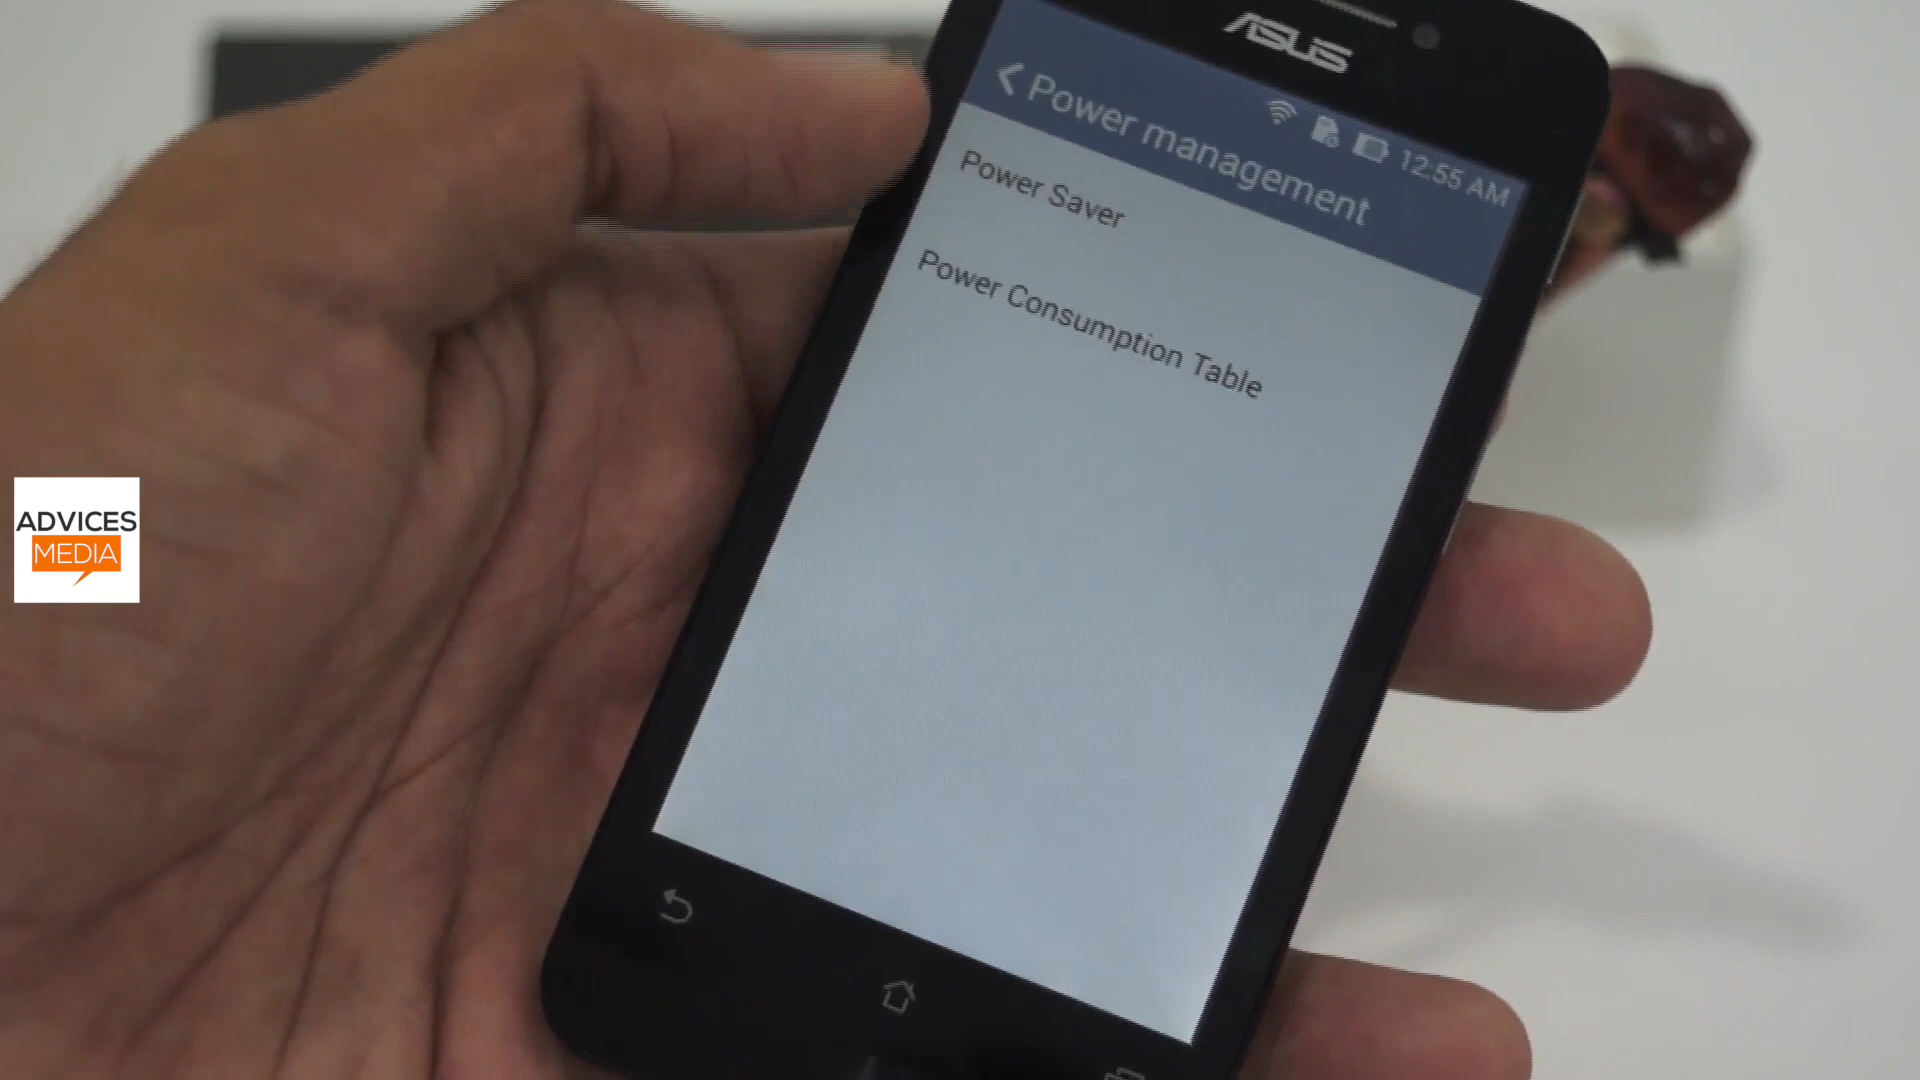 ASUS
12:55 AM
Power management
Power Saver
Power Consumption Table
ADVICES
MEDIA